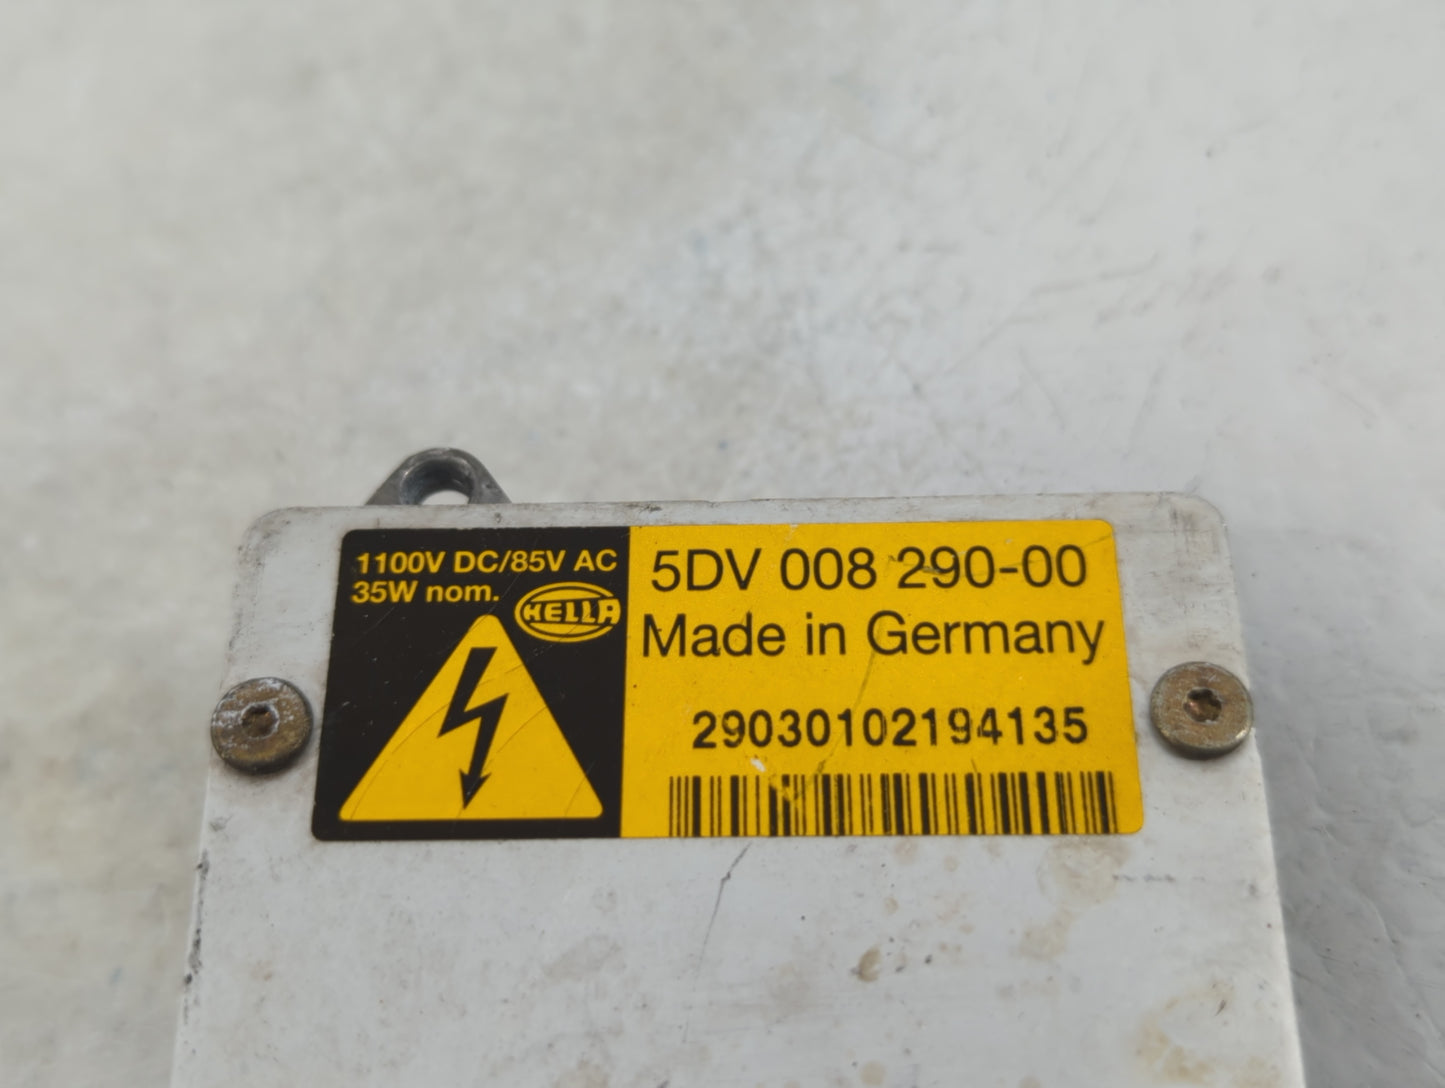 1100V DC/85V AC
35W nom.
HELLA
5DV 008 290-00
Made in Germany
29030102194135